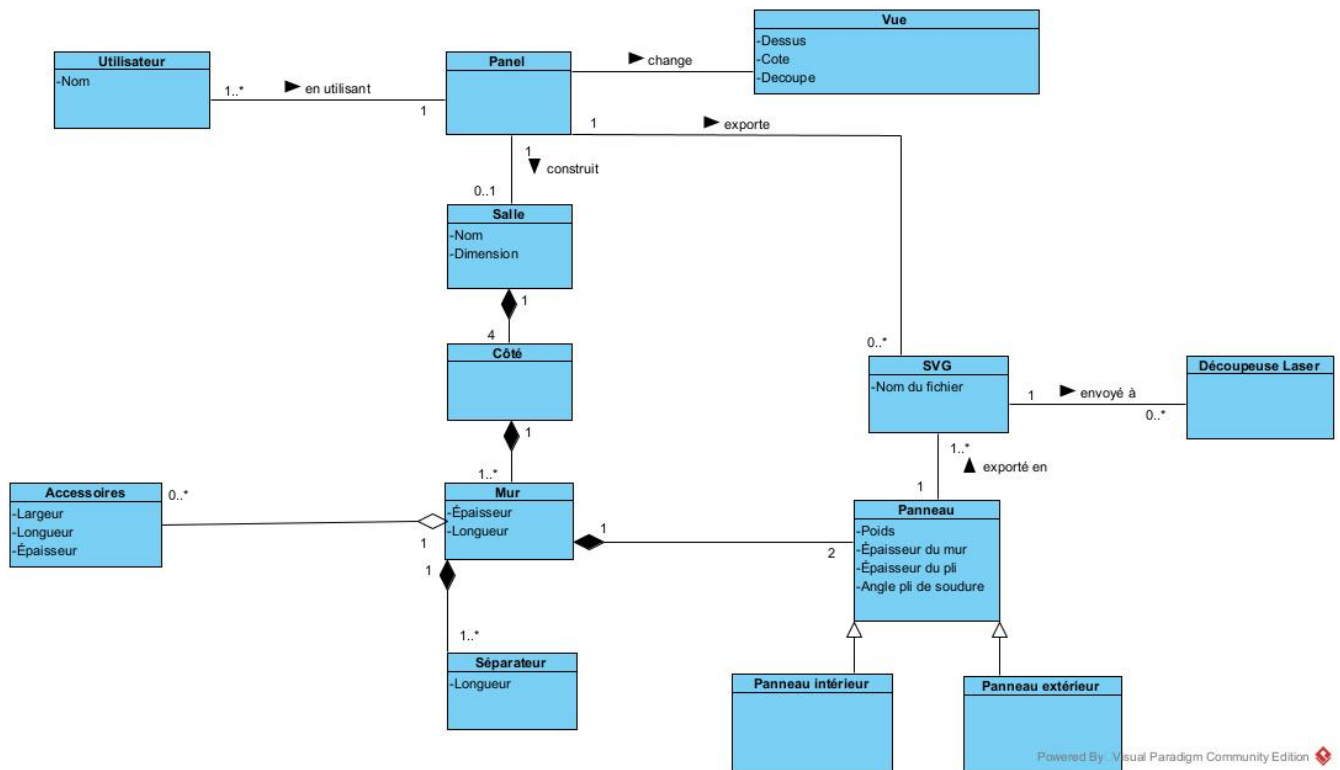 Vue
-Dessus
-Cote
-Decoupe
Utilisateur
-Nom
Panel
change
1..*
en utilisant
1
1
exporte
1
construit
0..1
Salle
-Nom
-Dimension
1
4
Côté
0..*
SVG
-Nom du fichier
1
envoyé à
0..*
Découpeuse Laser
1
1..*
1..*
exporté en
1
Accessoires
-Largeur
-Longueur
-Épaisseur
0..*
1
Mur
-Épaisseur
-Longueur
1
2
Panneau
-Poids
-Épaisseur du mur
-Épaisseur du pli
-Angle pli de soudure
1
1..*
Séparateur
-Longueur
Panneau intérieur
Panneau extérieur
Powered By Visual Paradigm Community Edition